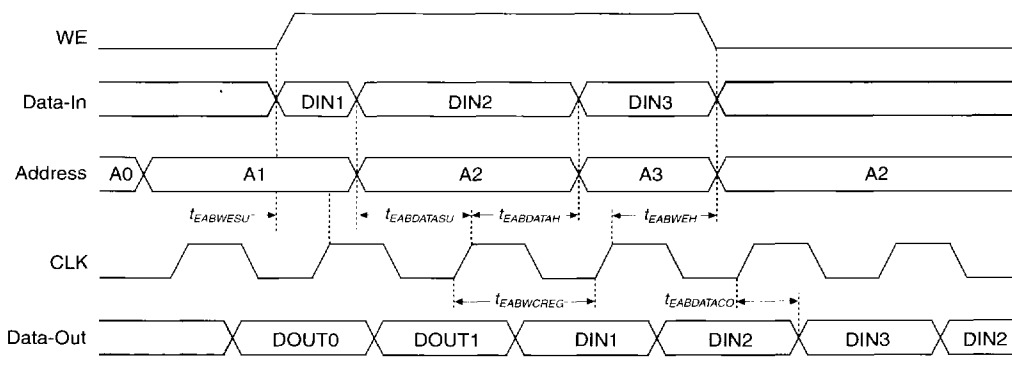 WE
Data-In DIN1 DIN2 DIN3
Address A0 A1 A2 A3 A2
tEABWESU tEABDATASU tEABDATAH tEABWEH
CLK
tEABWCREG tEABDATACO
Data-Out DOUT0 DOUT1 DIN1 DIN2 DIN3 DIN2